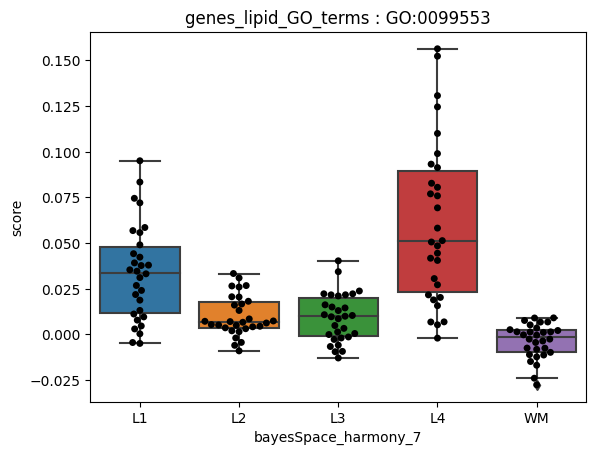 genes_lipid_GO_terms : GO:0099553
0.150
0.125
0.100
0.075
0.050
0.025
0.000
−0.025
score
L1 L2 L3 L4 WM
bayesSpace_harmony_7